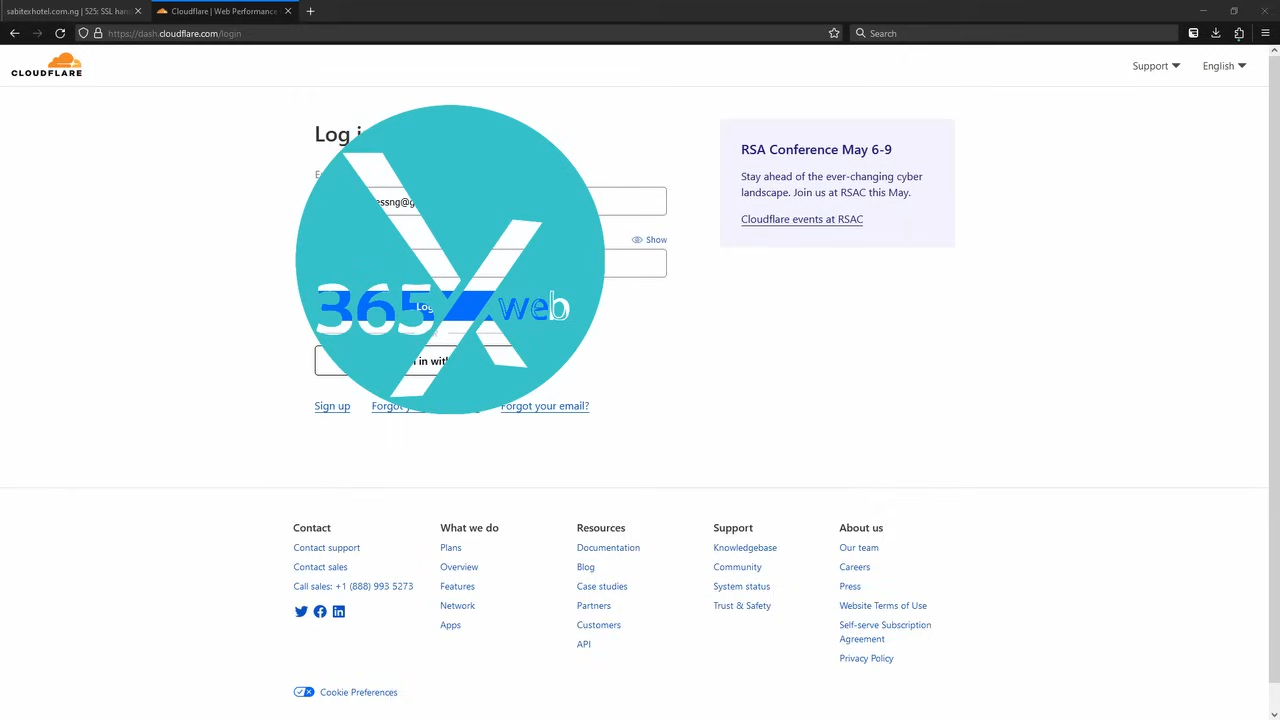 sabitexhotel.com.ng | 525: SSL han
Cloudflare | Web Performance
https://dash.cloudflare.com/login
Search
CLOUDFLARE
Support
English
Log i
RSA Conference May 6-9
Stay ahead of the ever-changing cyber
landscape. Join us at RSAC this May.
Cloudflare events at RSAC
essng@g
Show
365
Log
web
in with
Sign up
Forgot
Forgot your email?
Contact
Contact support
Contact sales
Call sales: +1 (888) 993 5273
What we do
Plans
Overview
Features
Network
Apps
Resources
Documentation
Blog
Case studies
Partners
Customers
API
Support
Knowledgebase
Community
System status
Trust & Safety
About us
Our team
Careers
Press
Website Terms of Use
Self-serve Subscription
Agreement
Privacy Policy
Cookie Preferences